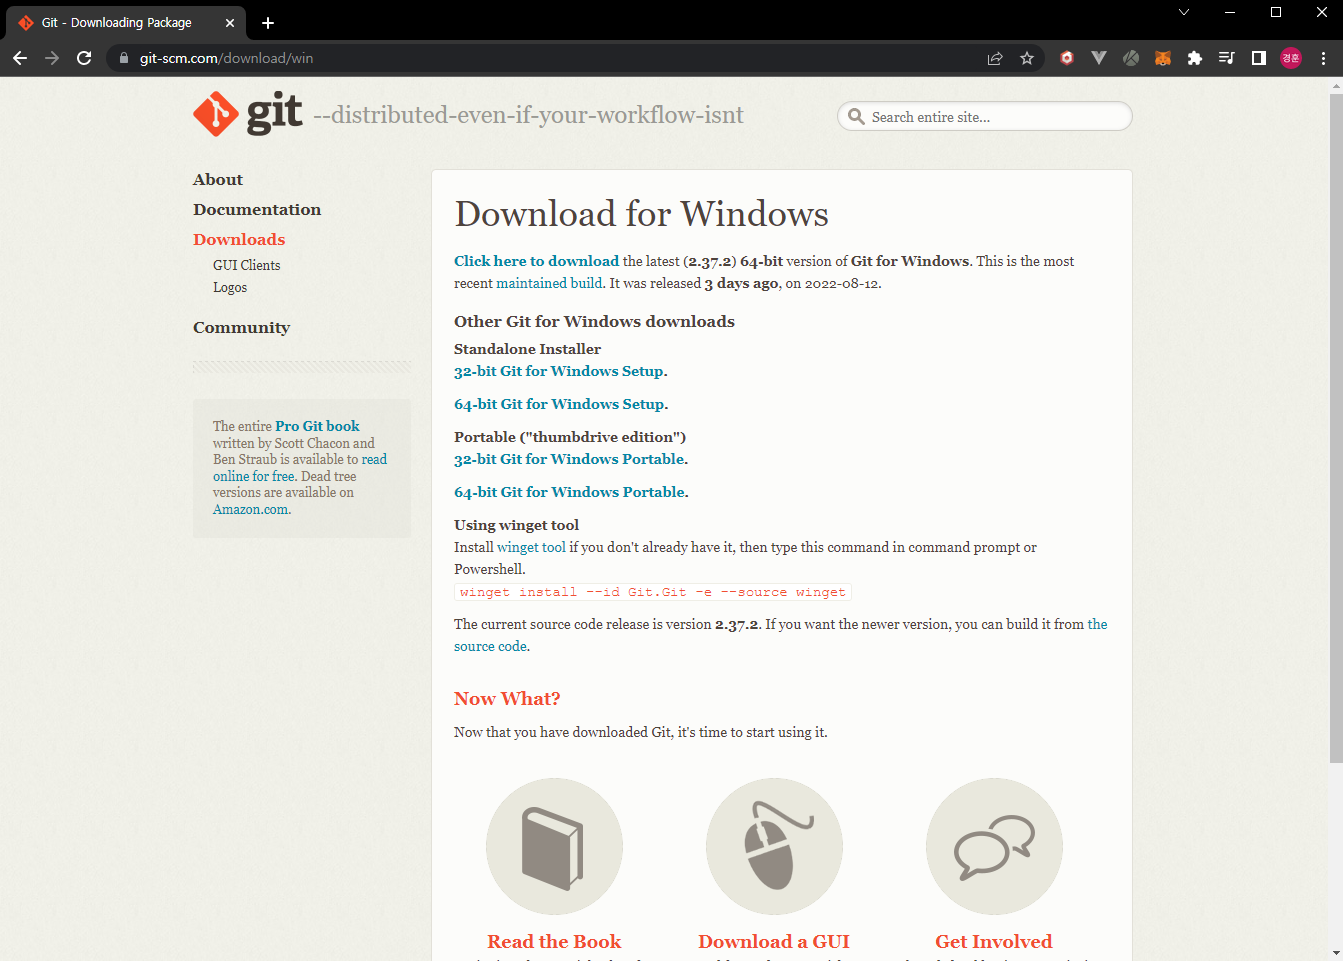 Git - Downloading Package
git-scm.com/download/win
경훈
git --distributed-even-if-your-workflow-isnt
Search entire site...
About
Documentation
Downloads
GUI Clients
Logos
Community
The entire Pro Git book
written by Scott Chacon and
Ben Straub is available to read
online for free. Dead tree
versions are available on
Amazon.com.
Download for Windows
Click here to download the latest (2.37.2) 64-bit version of Git for Windows. This is the most
recent maintained build. It was released 3 days ago, on 2022-08-12.
Other Git for Windows downloads
Standalone Installer
32-bit Git for Windows Setup.
64-bit Git for Windows Setup.
Portable ("thumbdrive edition")
32-bit Git for Windows Portable.
64-bit Git for Windows Portable.
Using winget tool
Install winget tool if you don't already have it, then type this command in command prompt or
Powershell.
winget install --id Git.Git -e --source winget
The current source code release is version 2.37.2. If you want the newer version, you can build it from the
source code.
Now What?
Now that you have downloaded Git, it's time to start using it.
Read the Book
Download a GUI
Get Involved